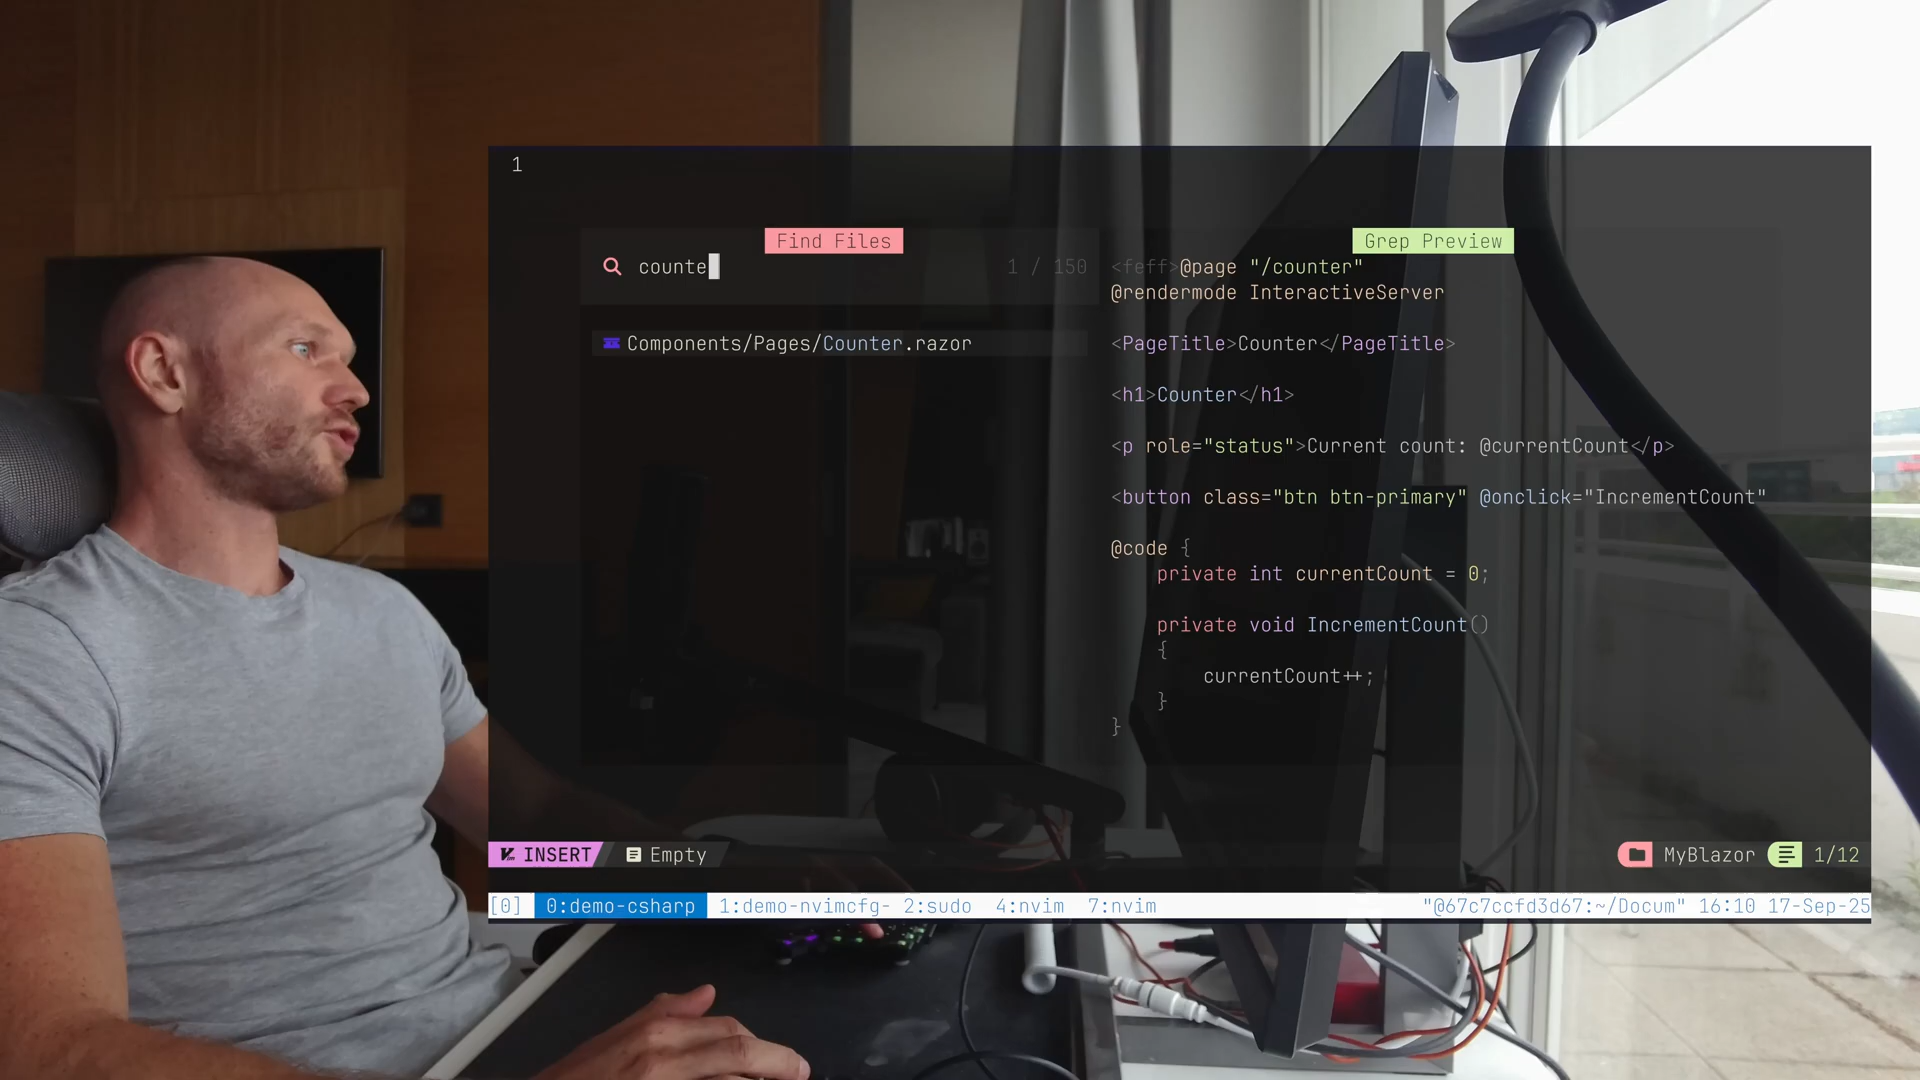 1
Find Files
counte 1 / 150
Components/Pages/Counter.razor
Grep Preview
<feff>@page "/counter"
@rendermode InteractiveServer
<PageTitle>Counter</PageTitle>
<h1>Counter</h1>
<p role="status">Current count: @currentCount</p>
<button class="btn btn-primary" @onclick="IncrementCount"
@code {
    private int currentCount = 0;
    private void IncrementCount()
    {
        currentCount++;
    }
}
INSERT Empty MyBlazor 1/12
[0] 0:demo-csharp 1:demo-nvimcfg- 2:sudo 4:nvim 7:nvim "@67c7ccfd3d67:~/Docum" 16:10 17-Sep-25